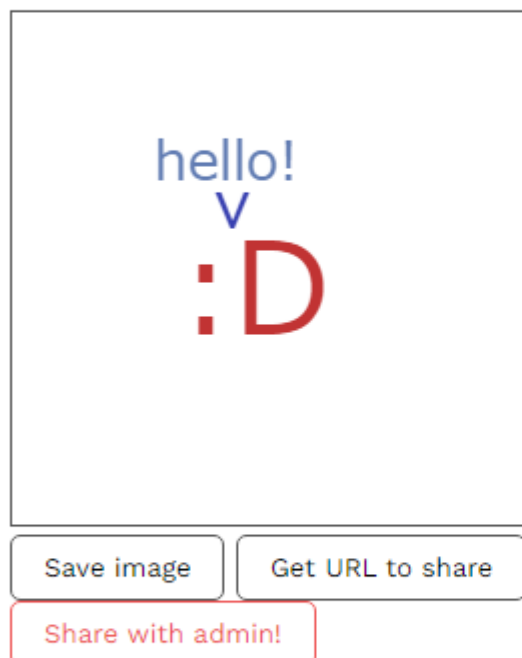 hello!
v
:D
Save image
Get URL to share
Share with admin!